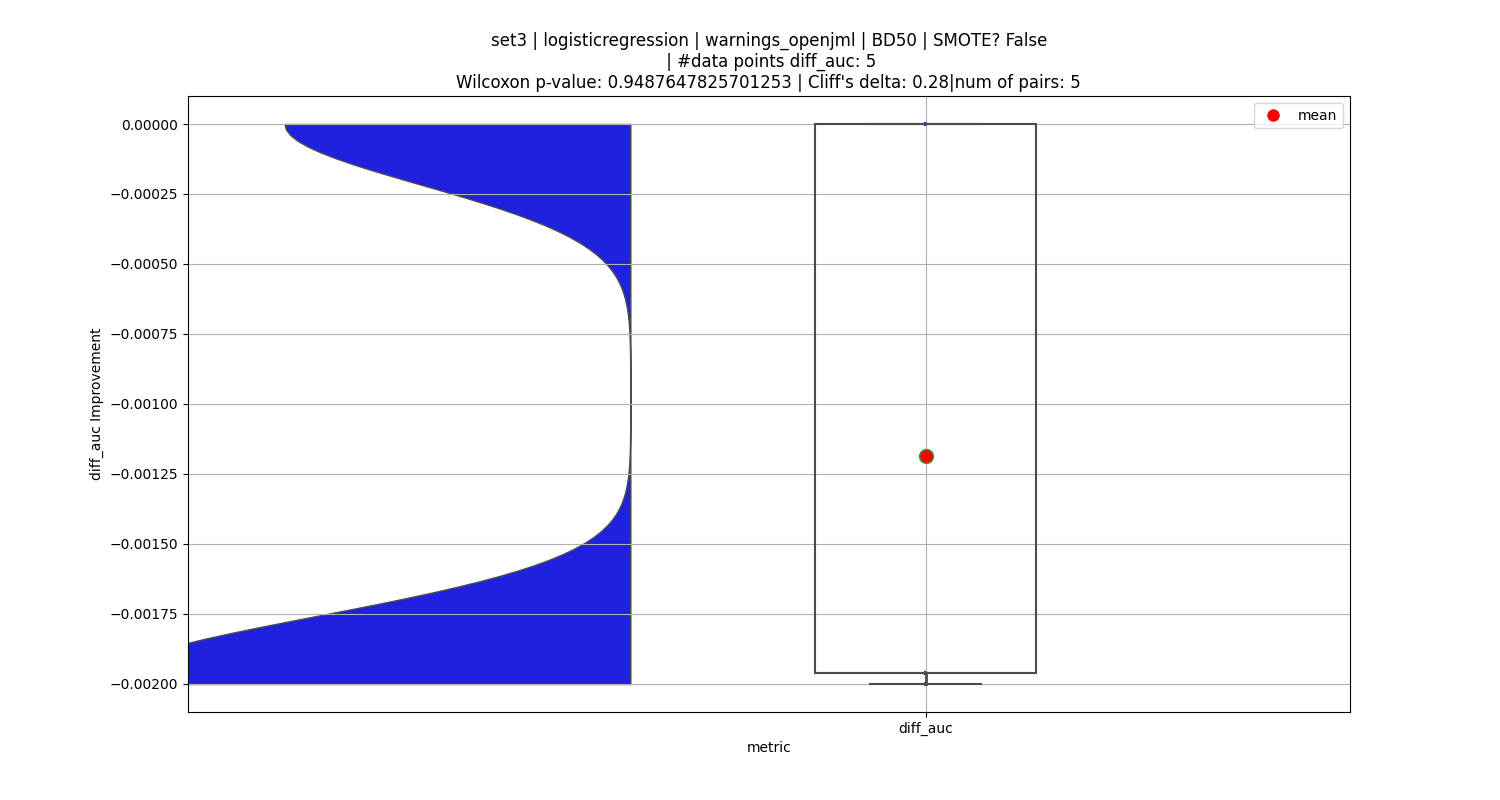 set3 | logisticregression | warnings_openjml | BD50 | SMOTE? False
| #data points diff_auc: 5
Wilcoxon p-value: 0.9487647825701253 | Cliff's delta: 0.28|num of pairs: 5
mean
0.00000
−0.00025
−0.00050
−0.00075
−0.00100
−0.00125
−0.00150
−0.00175
−0.00200
diff_auc Improvement
diff_auc
metric